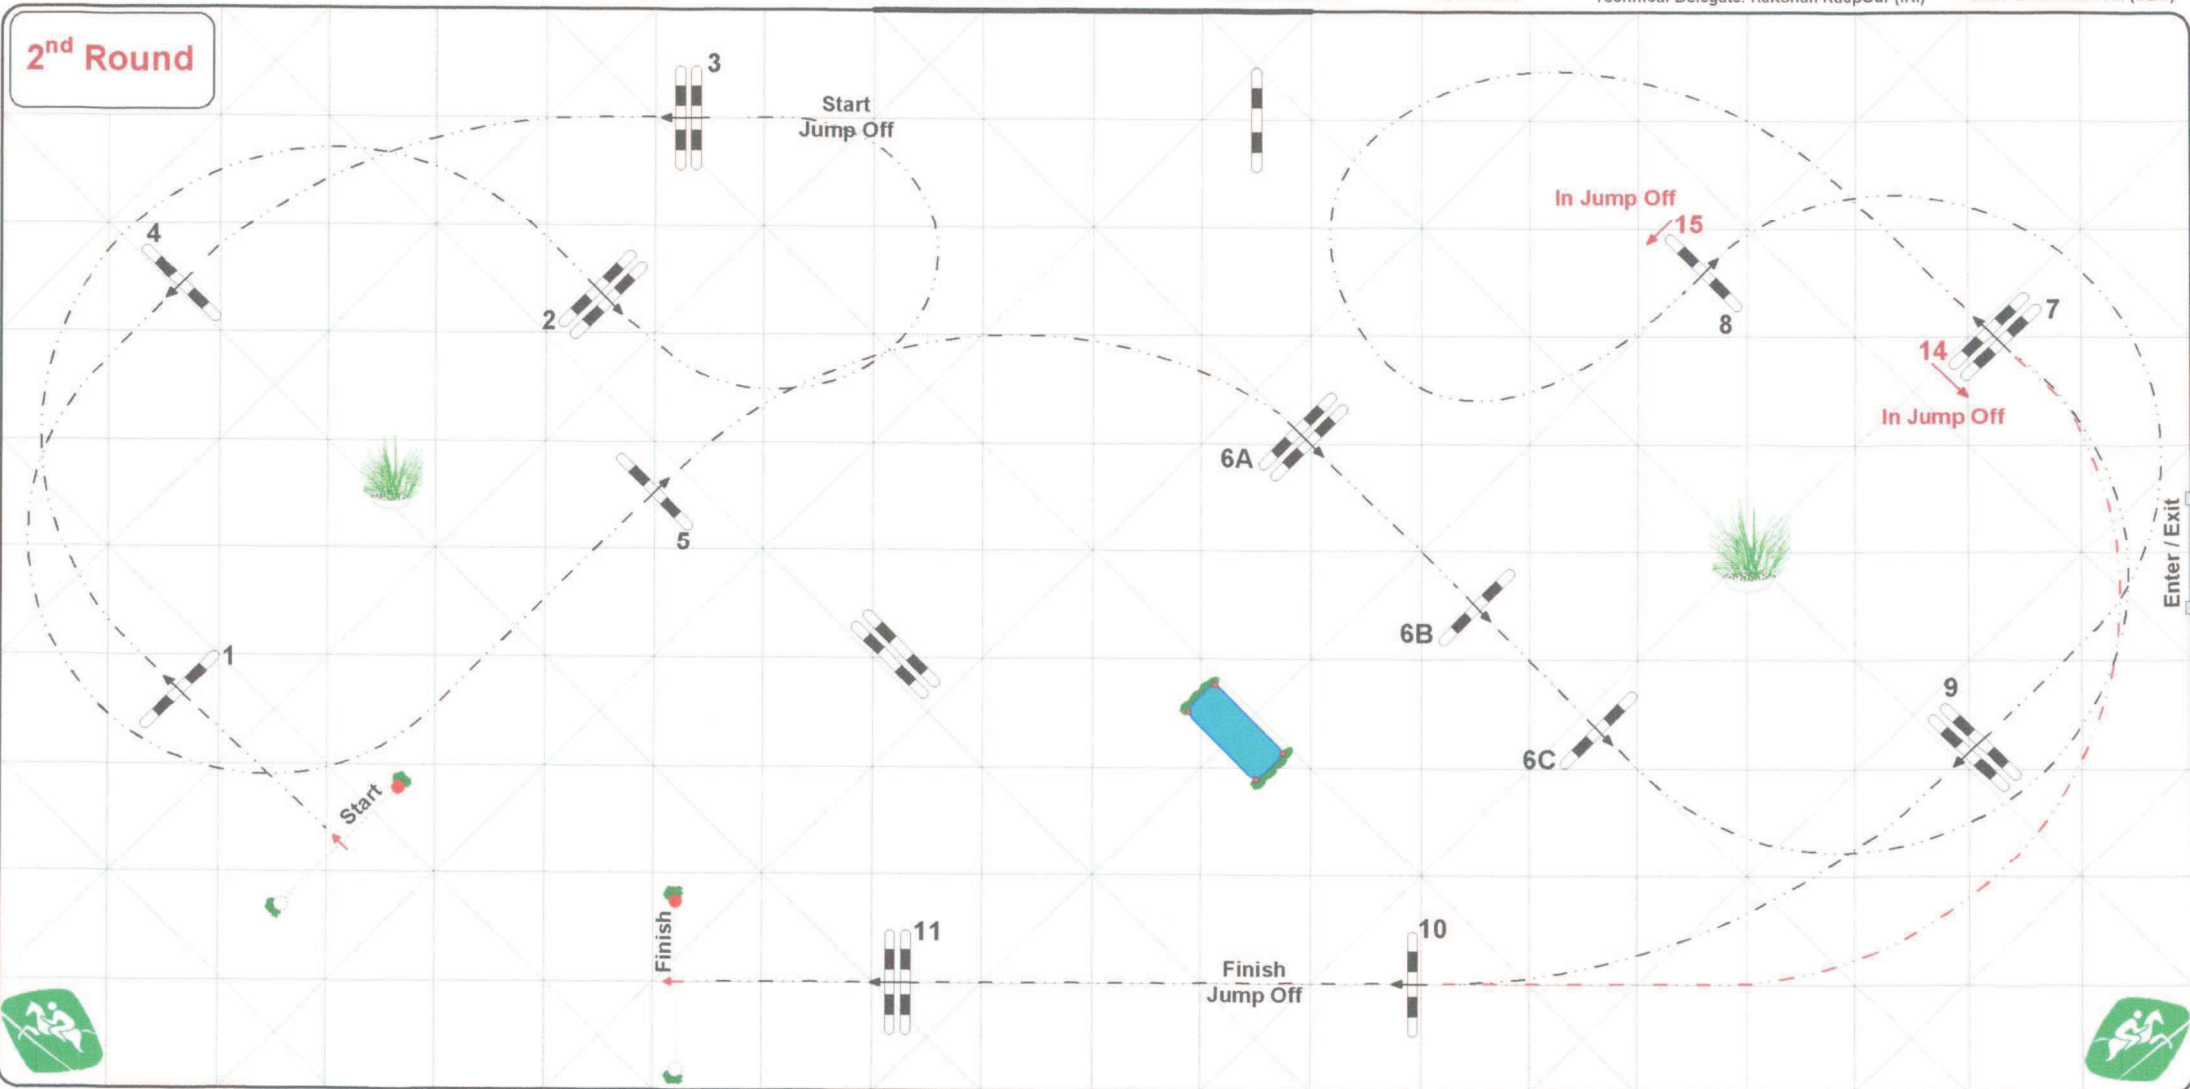 2nd Round
3
Start
Jump Off
In Jump Off
15
4
2
8
7
14
In Jump Off
6A
5
Enter / Exit
6B
1
9
6C
Start
Finish
11
10
Finish
Jump Off